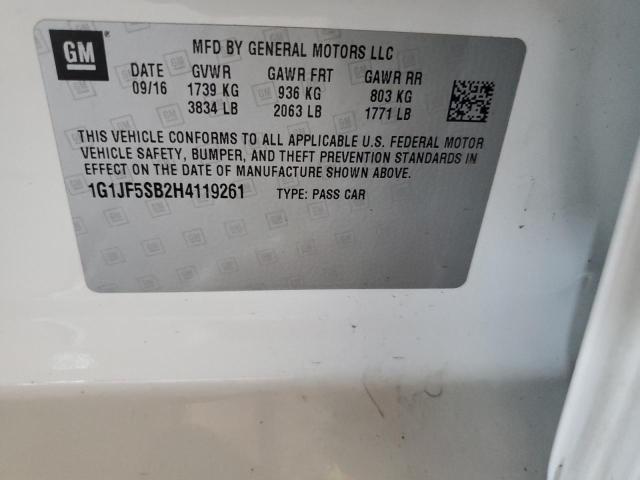 GM MFD BY GENERAL MOTORS LLC
DATE GVWR GAWR FRT GAWR RR
09/16 1739 KG 936 KG 803 KG
3834 LB 2063 LB 1771 LB
THIS VEHICLE CONFORMS TO ALL APPLICABLE U.S. FEDERAL MOTOR
VEHICLE SAFETY, BUMPER, AND THEFT PREVENTION STANDARDS IN
EFFECT ON THE DATE OF MANUFACTURE SHOWN ABOVE.
1G1JF5SB2H4119261 TYPE: PASS CAR